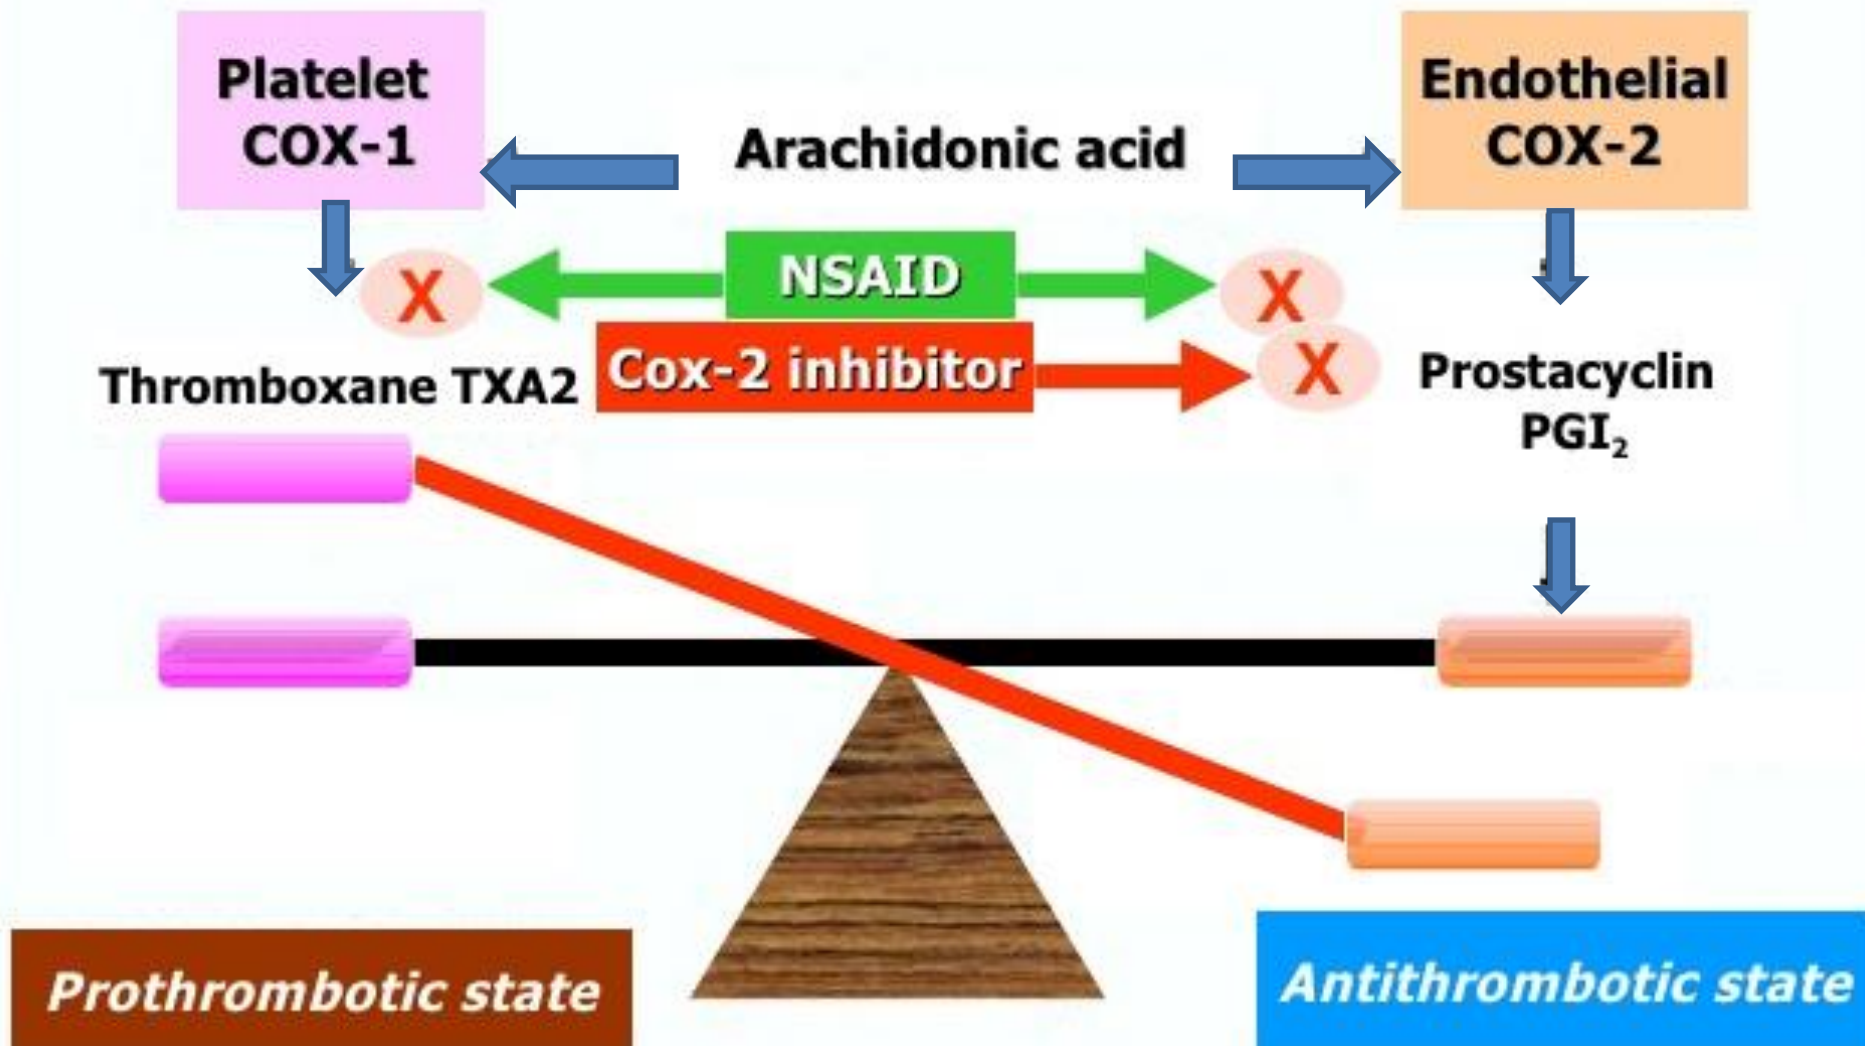 Platelet
COX-1
Arachidonic acid
Endothelial
COX-2
X
NSAID
X
Thromboxane TXA2
Cox-2 inhibitor
X
Prostacyclin
PGI₂
Prothrombotic state
Antithrombotic state